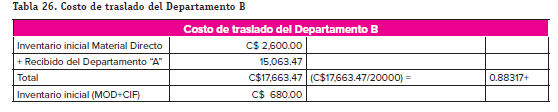 Tabla 26. Costo de traslado del Departamento B
Costo de traslado del Departamento B
Inventario inicial Material Directo C$ 2,600.00
+ Recibido del Departamento “A” 15,063.47
Total C$17,663.47 (C$17,663.47/20000) = 0.88317+
Inventario inicial (MOD+CIF) C$ 680.00